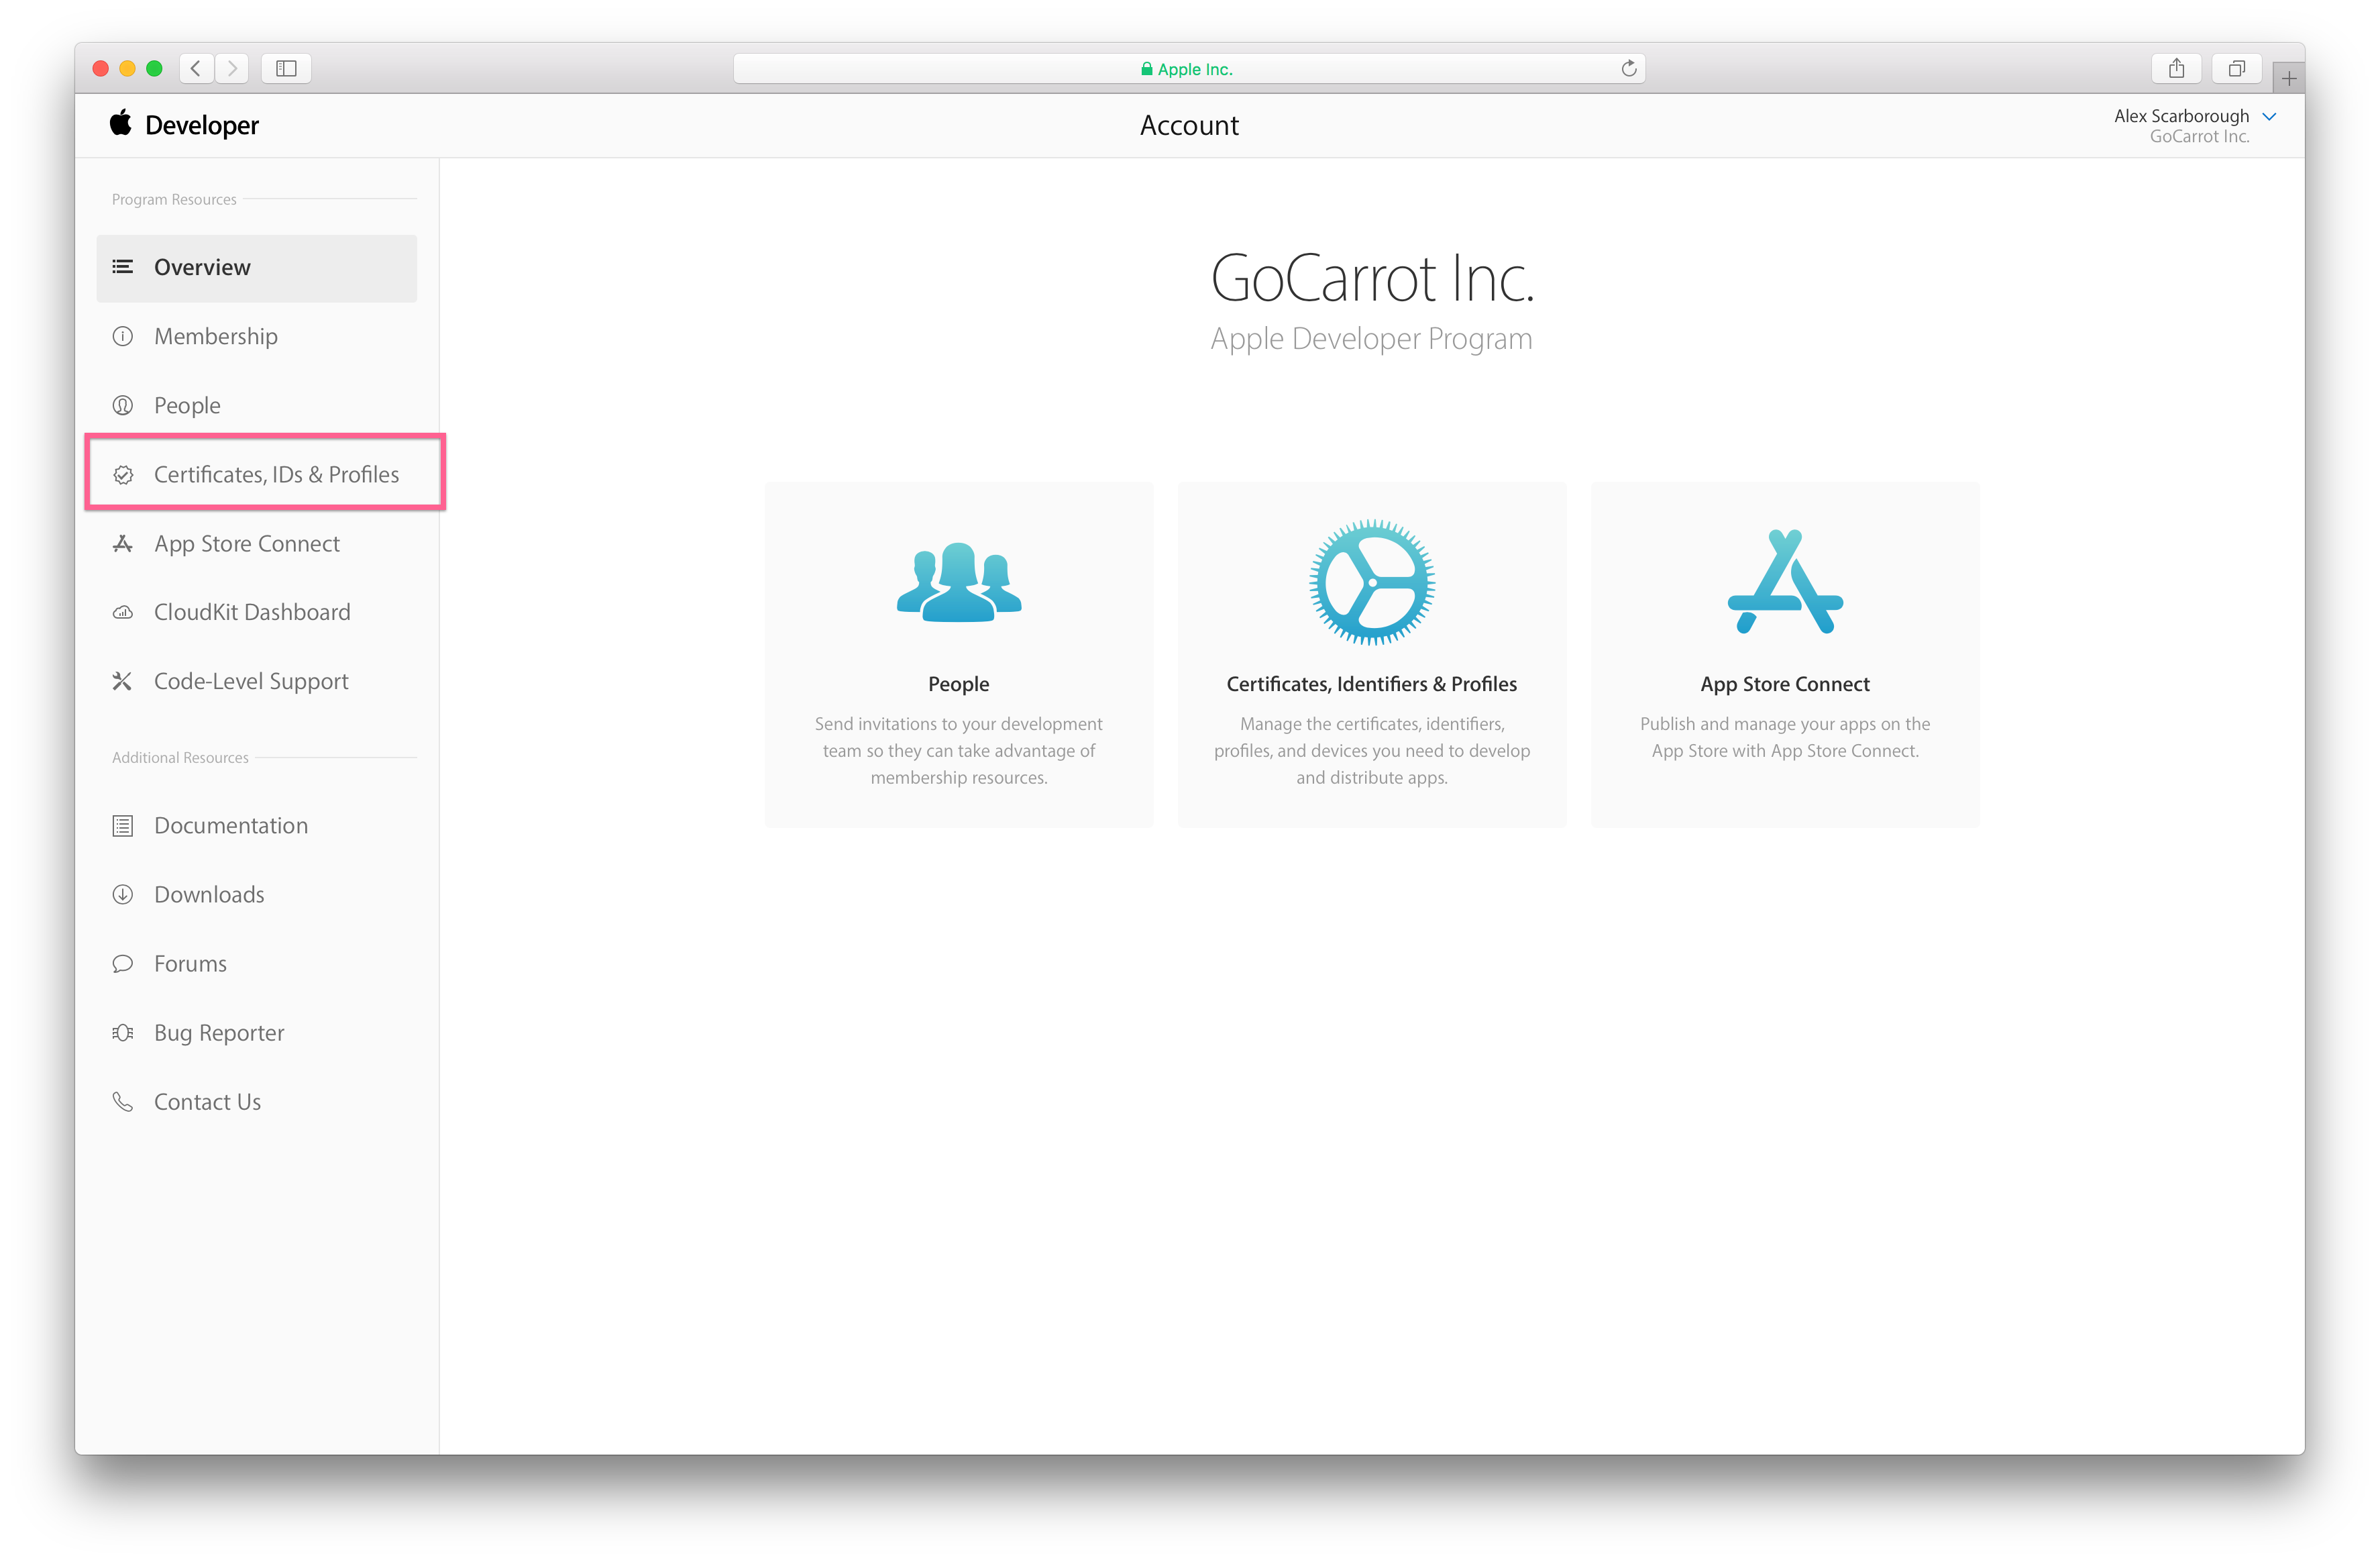 Apple Inc.
Developer
Account
Alex Scarborough
GoCarrot Inc.
Program Resources
Overview
Membership
People
Certificates, IDs & Profiles
App Store Connect
CloudKit Dashboard
Code-Level Support
Additional Resources
Documentation
Downloads
Forums
Bug Reporter
Contact Us
GoCarrot Inc.
Apple Developer Program
People
Send invitations to your development
team so they can take advantage of
membership resources.
Certificates, Identifiers & Profiles
Manage the certificates, identifiers,
profiles, and devices you need to develop
and distribute apps.
App Store Connect
Publish and manage your apps on the
App Store with App Store Connect.